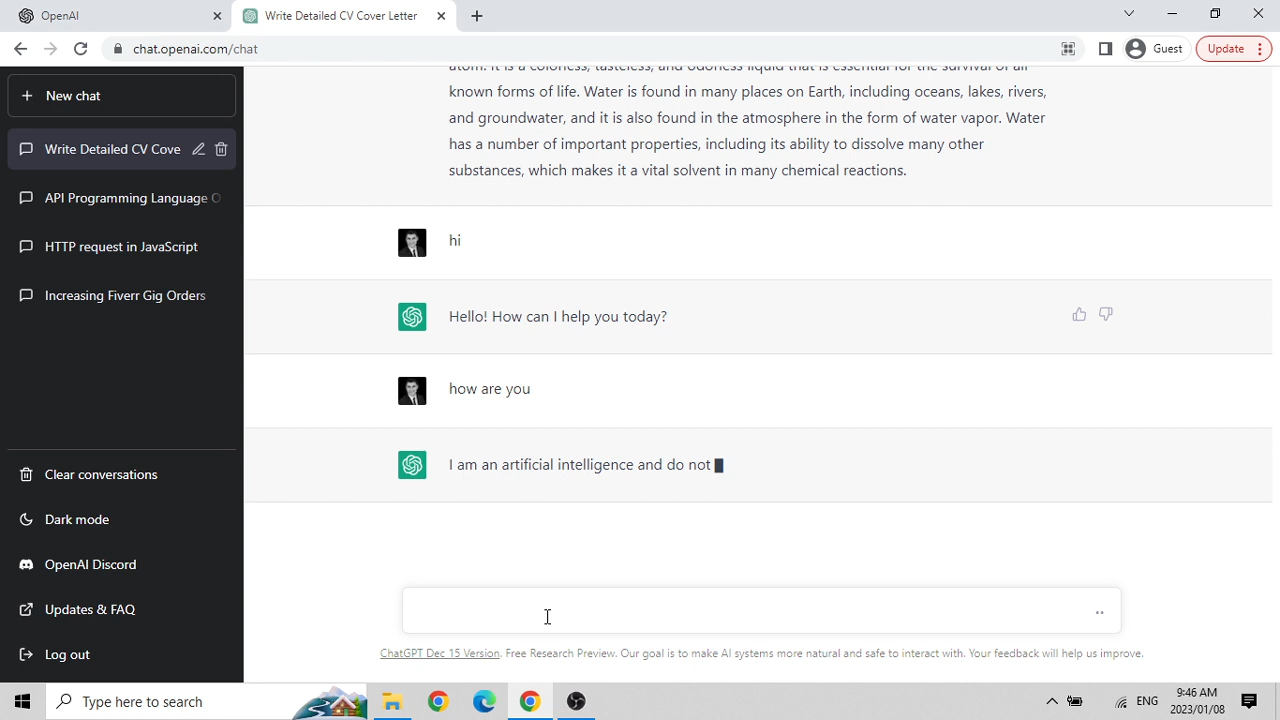 OpenAI
Write Detailed CV Cover Letter
chat.openai.com/chat
Guest
Update
New chat
Write Detailed CV Cove
API Programming Language O
HTTP request in JavaScript
Increasing Fiverr Gig Orders
Clear conversations
Dark mode
OpenAI Discord
Updates & FAQ
Log out
atom. It is a colorless, tasteless, and odorless liquid that is essential for the survival of all
known forms of life. Water is found in many places on Earth, including oceans, lakes, rivers,
and groundwater, and it is also found in the atmosphere in the form of water vapor. Water
has a number of important properties, including its ability to dissolve many other
substances, which makes it a vital solvent in many chemical reactions.
hi
Hello! How can I help you today?
how are you
I am an artificial intelligence and do not
ChatGPT Dec 15 Version. Free Research Preview. Our goal is to make AI systems more natural and safe to interact with. Your feedback will help us improve.
Type here to search
ENG
9:46 AM
2023/01/08